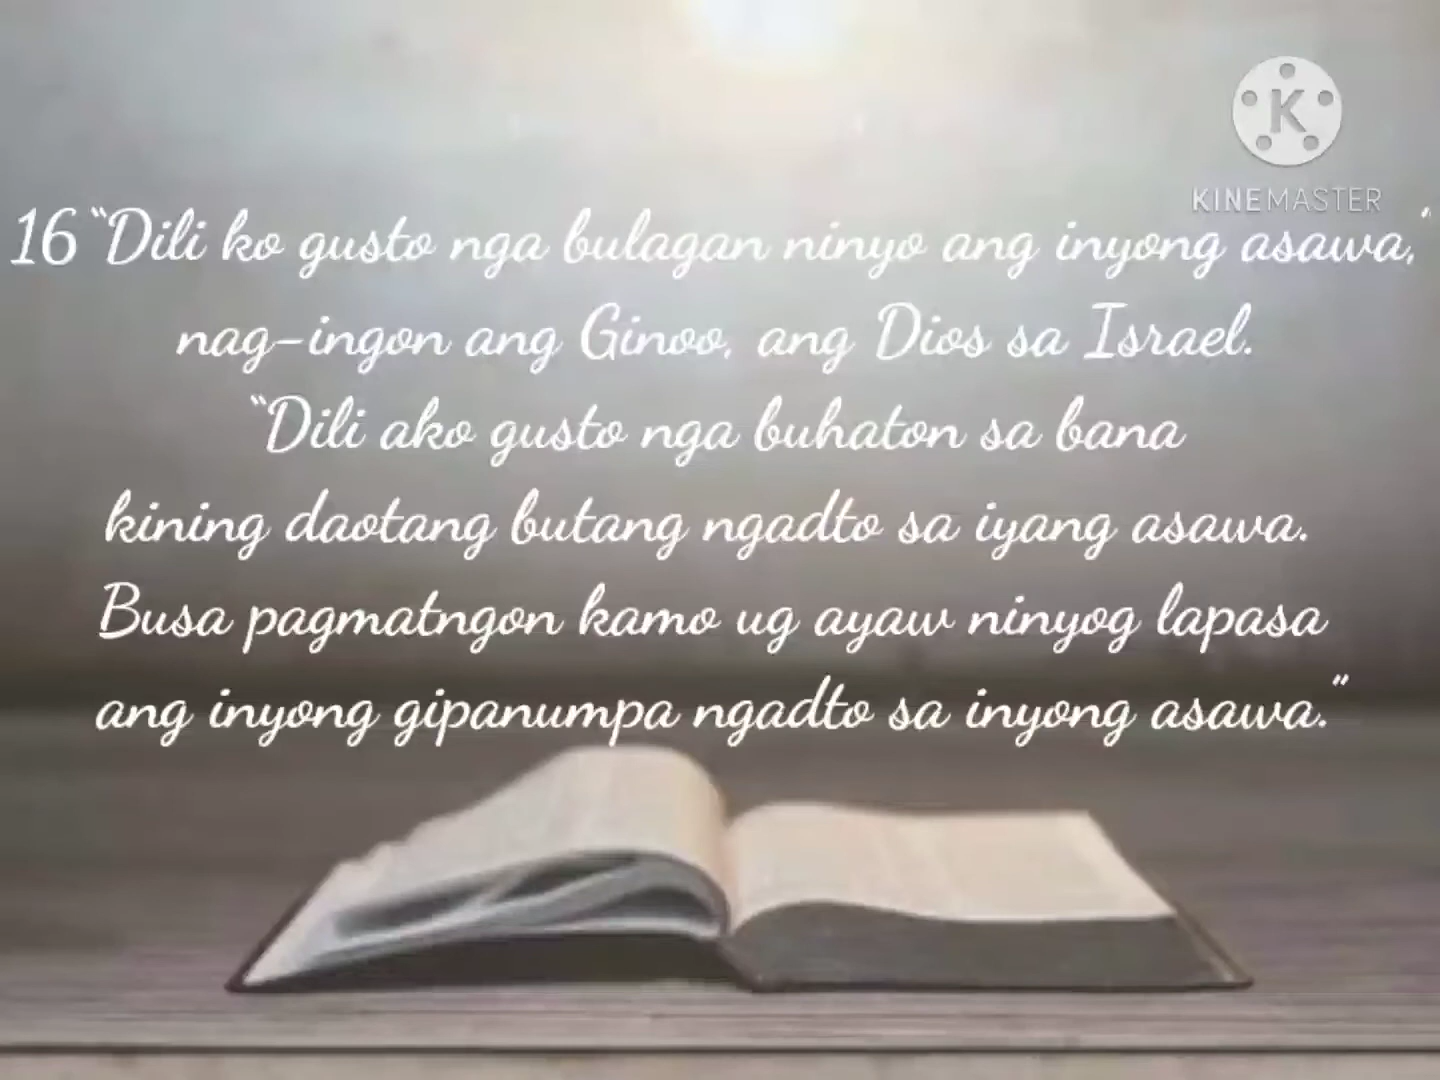 K
KINEMASTER
16 “Dili ko gusto nga bulagan ninyo ang inyong asawa,”
nag-ingon ang Ginoo, ang Dios sa Israel.
“Dili ako gusto nga buhaton sa bana
kining daotang butang ngadto sa iyang asawa.
Busa pagmatngon kamo ug ayaw ninyog lapasa
ang inyong gipanumpa ngadto sa inyong asawa.”